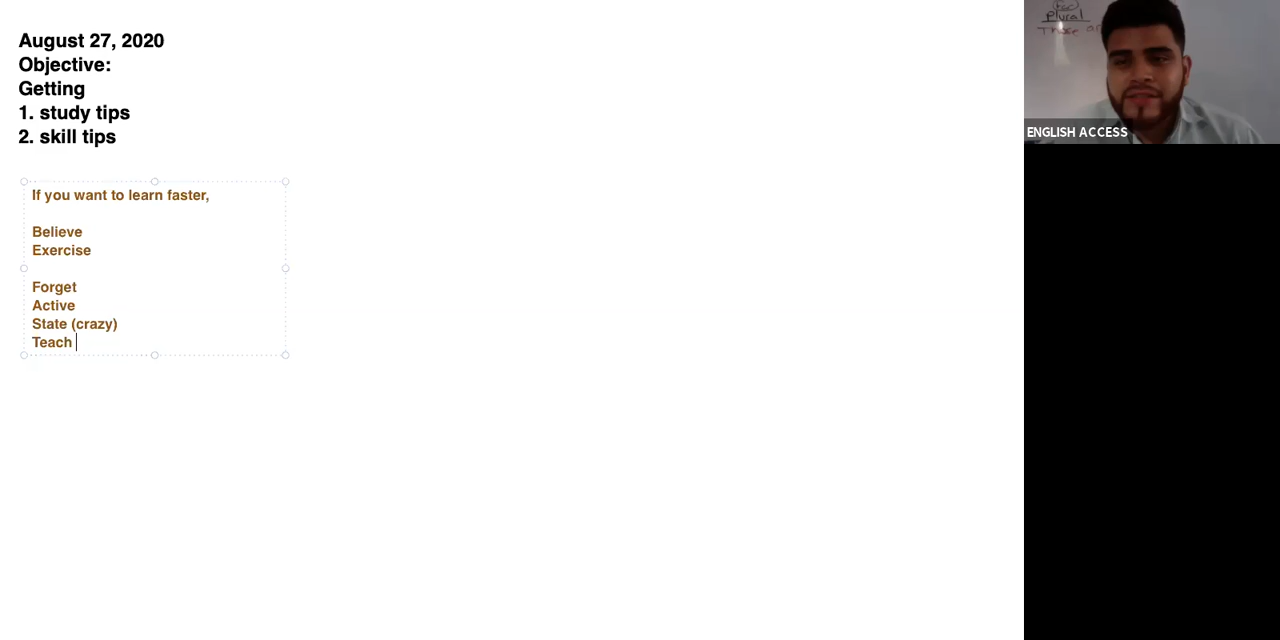 August 27, 2020
Objective:
Getting
1. study tips
2. skill tips
If you want to learn faster,
Believe
Exercise
Forget
Active
State (crazy)
Teach
Plural
ENGLISH ACCESS